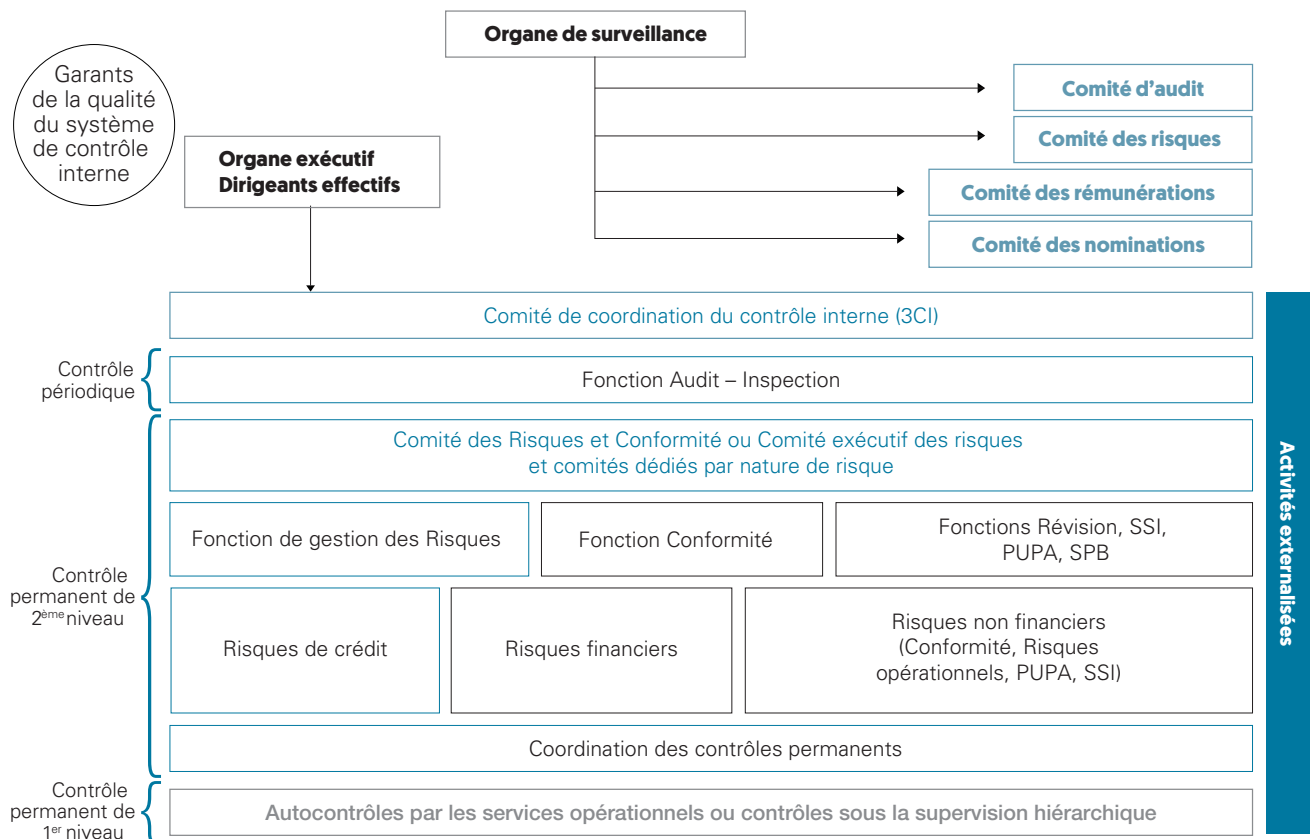 Organe de surveillance
Garants
de la qualité
du système
de contrôle
interne
Organe exécutif
Dirigeants effectifs
Comité d'audit
Comité des risques
Comité des rémunérations
Comité des nominations
Comité de coordination du contrôle interne (3CI)
Contrôle
périodique
Fonction Audit – Inspection
Comité des Risques et Conformité ou Comité exécutif des risques
et comités dédiés par nature de risque
Fonction de gestion des Risques
Fonction Conformité
Fonctions Révision, SSI,
PUPA, SPB
Contrôle
permanent de
2ème niveau
Risques de crédit
Risques financiers
Risques non financiers
(Conformité, Risques
opérationnels, PUPA, SSI)
Coordination des contrôles permanents
Contrôle
permanent de
1er niveau
Autocontrôles par les services opérationnels ou contrôles sous la supervision hiérarchique
Activités externalisées